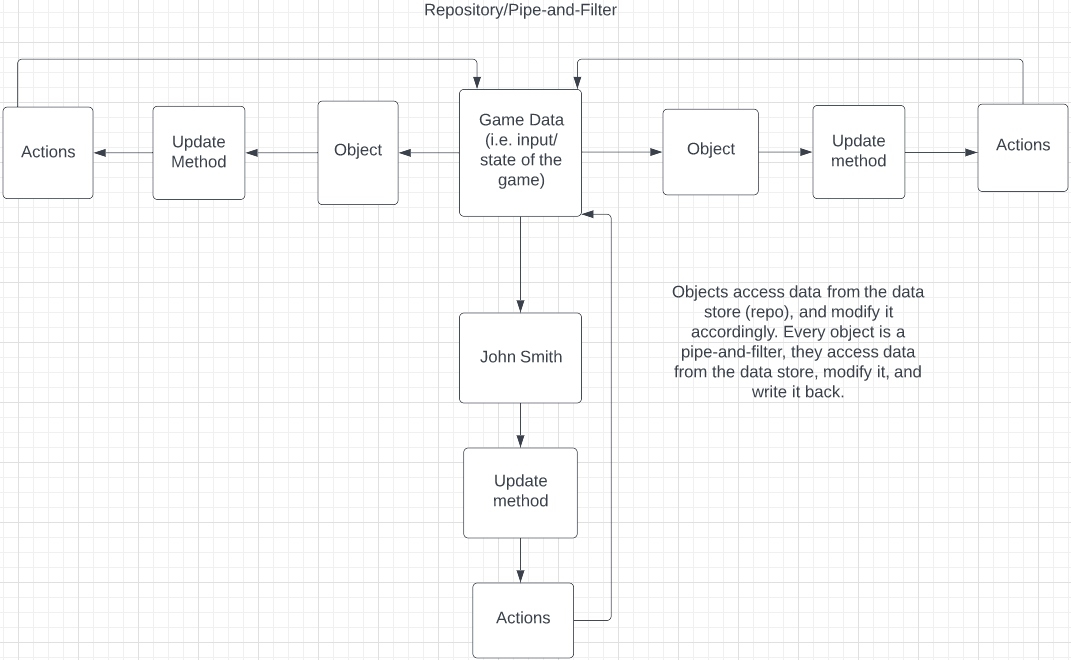 Repository/Pipe-and-Filter
Actions
Update
Method
Object
Game Data
(i.e. input/
state of the
game)
Object
Update
method
Actions
John Smith
Update
method
Actions
Objects access data from the data
store (repo), and modify it
accordingly. Every object is a
pipe-and-filter, they access data
from the data store, modify it, and
write it back.